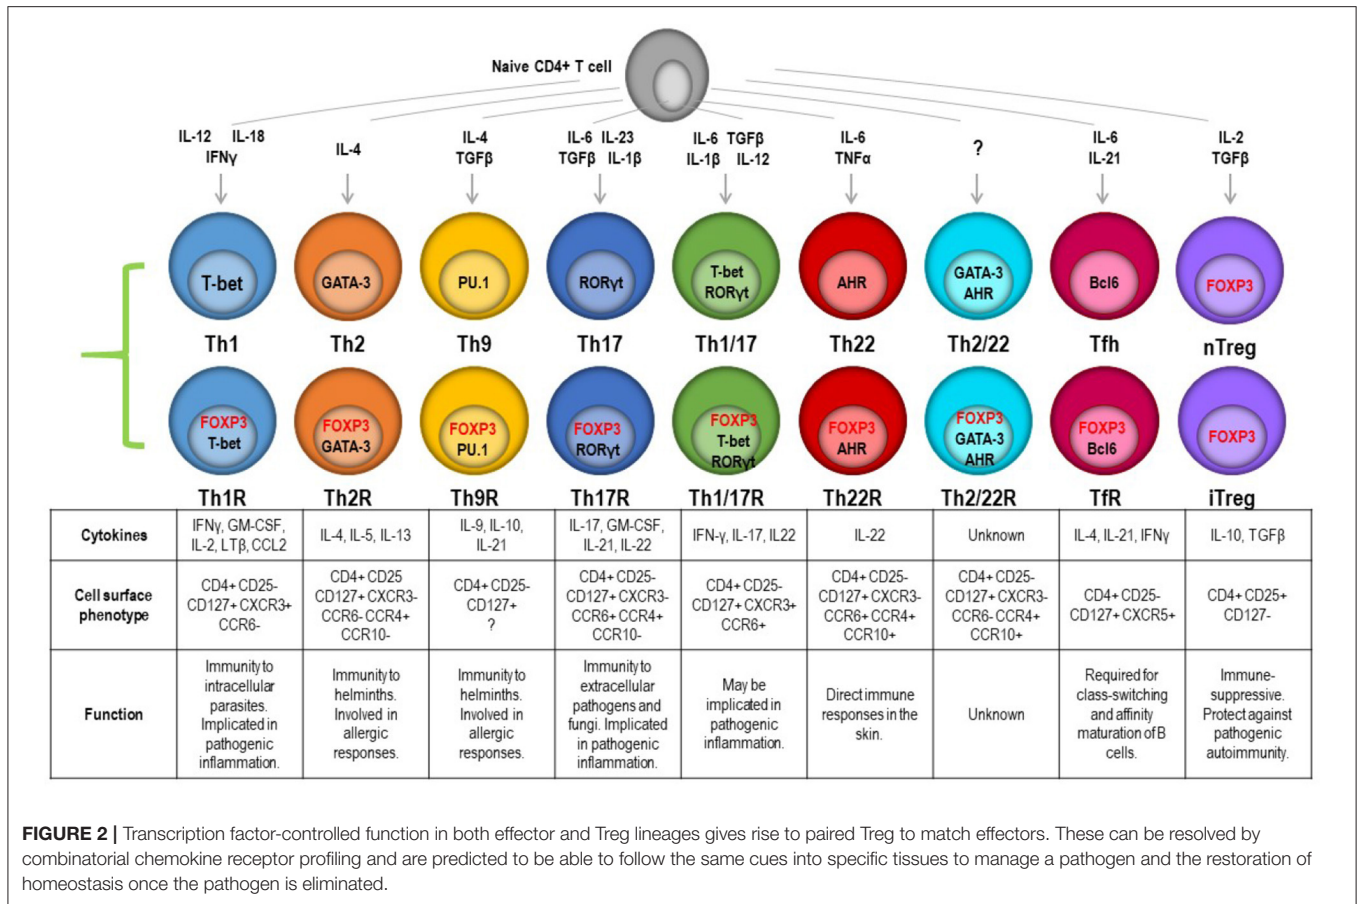 Naive CD4+ T cell
IL-12 IL-18
IFNγ
IL-4
IL-4
TGFβ
IL-6 IL-23
TGFβ IL-1β
IL-6 TGFβ
IL-1β IL-12
IL-6
TNFα
?
IL-6
IL-21
IL-2
TGFβ
T-bet
GATA-3
PU.1
RORγt
T-bet
RORγt
AHR
GATA-3
AHR
Bcl6
FOXP3
Th1
Th2
Th9
Th17
Th1/17
Th22
Th2/22
Tfh
nTreg
FOXP3
T-bet
FOXP3
GATA-3
FOXP3
PU.1
FOXP3
RORγt
FOXP3
T-bet
RORγt
FOXP3
AHR
FOXP3
GATA-3
AHR
FOXP3
Bcl6
FOXP3
Th1R
Th2R
Th9R
Th17R
Th1/17R
Th22R
Th2/22R
TfR
iTreg
Cytokines
IFNγ, GM-CSF,
IL-2, LTβ, CCL2
IL-4, IL-5, IL-13
IL-9, IL-10,
IL-21
IL-17, GM-CSF,
IL-21, IL-22
IFN-γ, IL-17, IL22
IL-22
Unknown
IL-4, IL-21, IFNγ
IL-10, TGFβ
Cell surface
phenotype
CD4+ CD25-
CD127+ CXCR3+
CCR6-
CD4+ CD25
CD127+ CXCR3-
CCR6- CCR4+
CCR10-
CD4+ CD25-
CD127+
?
CD4+ CD25-
CD127+ CXCR3-
CCR6+ CCR4+
CCR10-
CD4+ CD25-
CD127+ CXCR3+
CCR6+
CD4+ CD25-
CD127+ CXCR3-
CCR6+ CCR4+
CCR10+
CD4+ CD25-
CD127+ CXCR3-
CCR6- CCR4+
CCR10+
CD4+ CD25-
CD127+ CXCR5+
CD4+ CD25+
CD127-
Function
Immunity to
intracellular
parasites.
Implicated in
pathogenic
inflammation.
Immunity to
helminths.
Involved in
allergic
responses.
Immunity to
helminths.
Involved in
allergic
responses.
Immunity to
extracellular
pathogens and
fungi. Implicated
in pathogenic
inflammation.
May be
implicated in
pathogenic
inflammation.
Direct immune
responses in the
skin.
Unknown
Required for
class-switching
and affinity
maturation of B
cells.
Immune-
suppressive.
Protect against
pathogenic
autoimmunity.
FIGURE 2 | Transcription factor-controlled function in both effector and Treg lineages gives rise to paired Treg to match effectors. These can be resolved by
combinatorial chemokine receptor profiling and are predicted to be able to follow the same cues into specific tissues to manage a pathogen and the restoration of
homeostasis once the pathogen is eliminated.